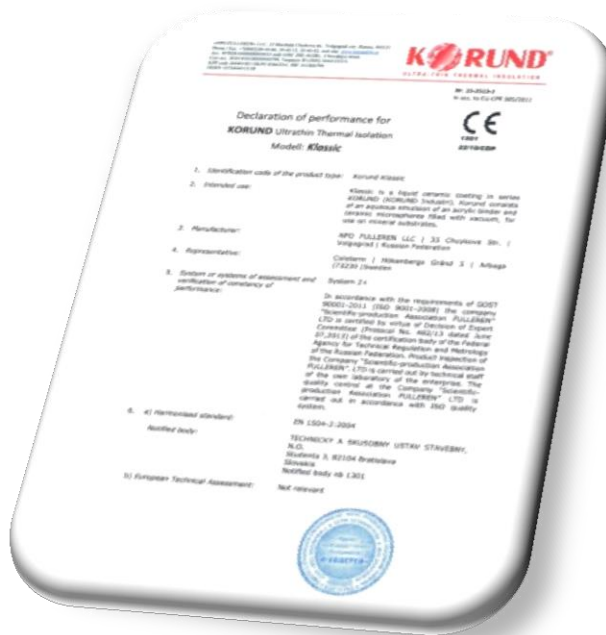 KORUND®
ULTRA-THIN THERMAL INSULATION
Declaration of performance for
KORUND Ultrathin Thermal Isolation
Modell: Klassic
CE
1301
1. Identification code of the product type: Korund Klassic
2. Intended use: Klassic is a liquid ceramic coating in series
KORUND (KORUND Industri). Korund consists
of an aqueous emulsion of an acrylic binder and
ceramic microspheres filled with vacuum, for
use on mineral substrates.
3. Manufacturer: NPO FULLEREN LLC | 33 Chuykova Str. |
Volgograd | Russian Federation
4. Representative: Gränd | Arboga
Sweden
5. System or systems of assessment and System 2+
verification of constancy of
performance:
In accordance with the requirements of GOST
(ISO 9001-2008) the company
"Scientific-production Association FULLEREN"
LTD is certified by virtue of Decision of Expert
Committee (Protocol No. dated June
07,2013) of the certification body of the Federal
Agency for Technical Regulation and Metrology
of the Russian Federation. Product inspection of
the Company "Scientific-production Association
FULLEREN", LTD is carried out by technical staff
of the own laboratory of the enterprise. The
quality control at the Company "Scientific-
production Association FULLEREN" LTD is
carried out in accordance with ISO quality
system.
6. a) Harmonised standard: EN 1504-2:2004
Notified body: TECHNICKY A SKUSOBNY USTAV STAVEBNY,
N.O.
Studenta 3, 82104 Bratislava
Slovakia
Notified body nb 1301
b) European Technical Assessment: Not relevant